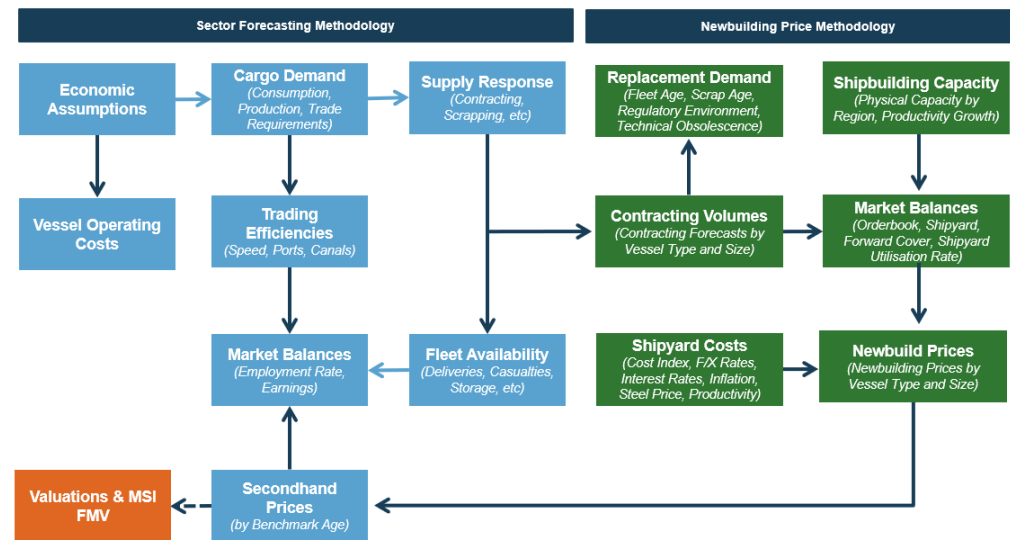 Sector Forecasting Methodology
Newbuilding Price Methodology
Economic
Assumptions
Cargo Demand
(Consumption,
Production, Trade
Requirements)
Supply Response
(Contracting,
Scrapping, etc)
Replacement Demand
(Fleet Age, Scrap Age,
Regulatory Environment,
Technical Obsolescence)
Shipbuilding Capacity
(Physical Capacity by
Region, Productivity Growth)
Vessel Operating
Costs
Trading
Efficiencies
(Speed, Ports, Canals)
Contracting Volumes
(Contracting Forecasts by
Vessel Type and Size)
Market Balances
(Orderbook, Shipyard,
Forward Cover, Shipyard
Utilisation Rate)
Market Balances
(Employment Rate,
Earnings)
Fleet Availability
(Deliveries, Casualties,
Storage, etc)
Shipyard Costs
(Cost Index, F/X Rates,
Interest Rates, Inflation,
Steel Price, Productivity)
Newbuild Prices
(Newbuilding Prices by
Vessel Type and Size)
Valuations & MSI
FMV
Secondhand
Prices
(by Benchmark Age)